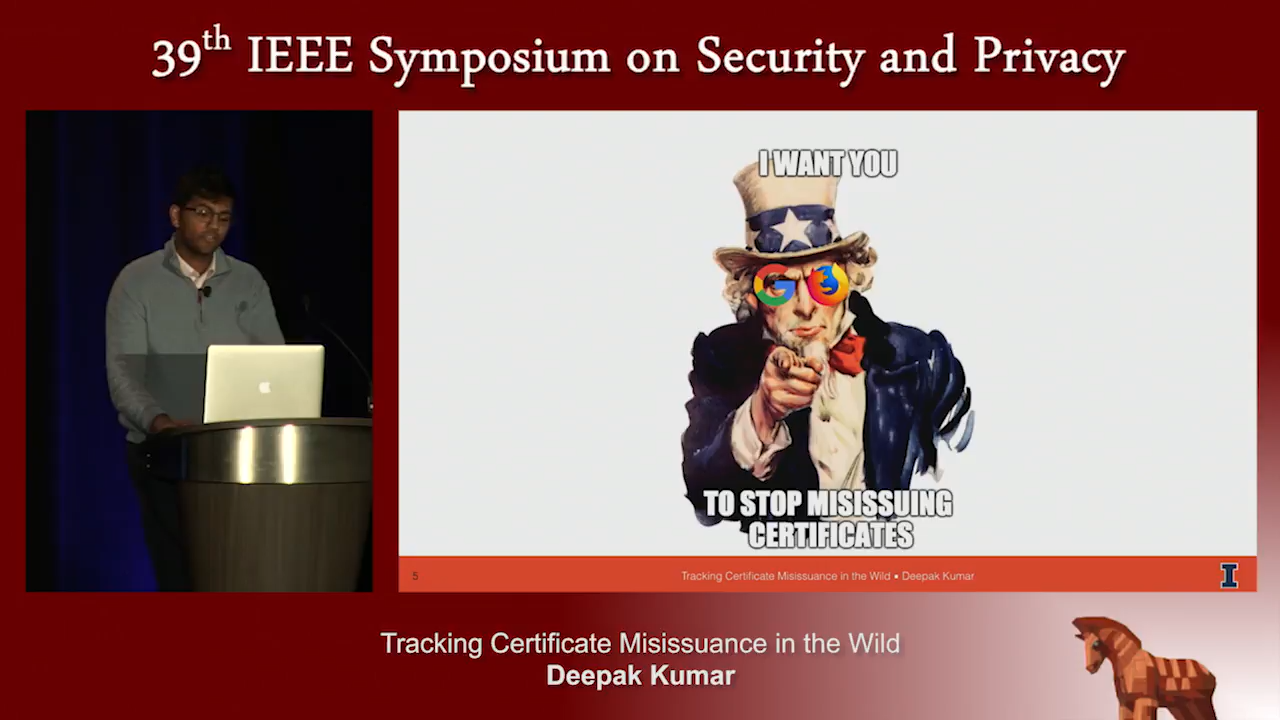 39th IEEE Symposium on Security and Privacy
I WANT YOU
TO STOP MISISSUING
CERTIFICATES
5
Tracking Certificate Misissuance in the Wild • Deepak Kumar
I
Tracking Certificate Misissuance in the Wild
Deepak Kumar